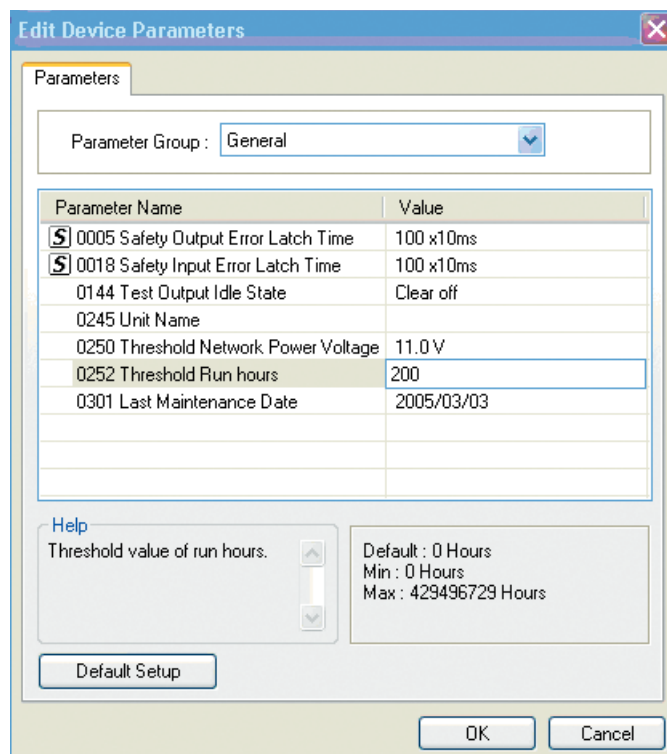 Edit Device Parameters
Parameters
Parameter Group : General
Parameter Name Value
S 0005 Safety Output Error Latch Time 100 x10ms
S 0018 Safety Input Error Latch Time 100 x10ms
0144 Test Output Idle State Clear off
0245 Unit Name
0250 Threshold Network Power Voltage 11.0 V
0252 Threshold Run hours 200
0301 Last Maintenance Date 2005/03/03
Help
Threshold value of run hours.
Default : 0 Hours
Min : 0 Hours
Max : 429496729 Hours
Default Setup
OK Cancel